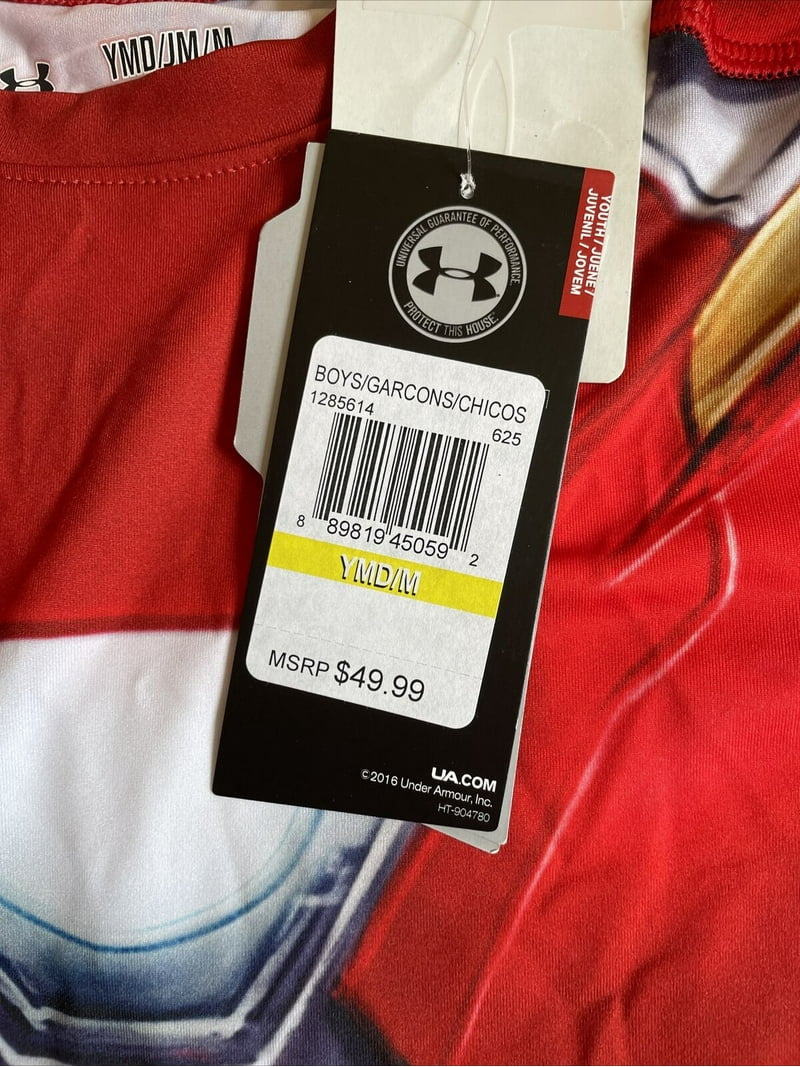 YMD/JM/M
UNIVERSAL GUARANTEE OF PERFORMANCE
PROTECT THIS HOUSE.
YOUTH / JUENE /
JUVENIL / JOVEM
BOYS/GARCONS/CHICOS
1285614
625
8 89819 45059 2
YMD/M
MSRP $49.99
UA.COM
©2016 Under Armour, Inc.
HT-904780